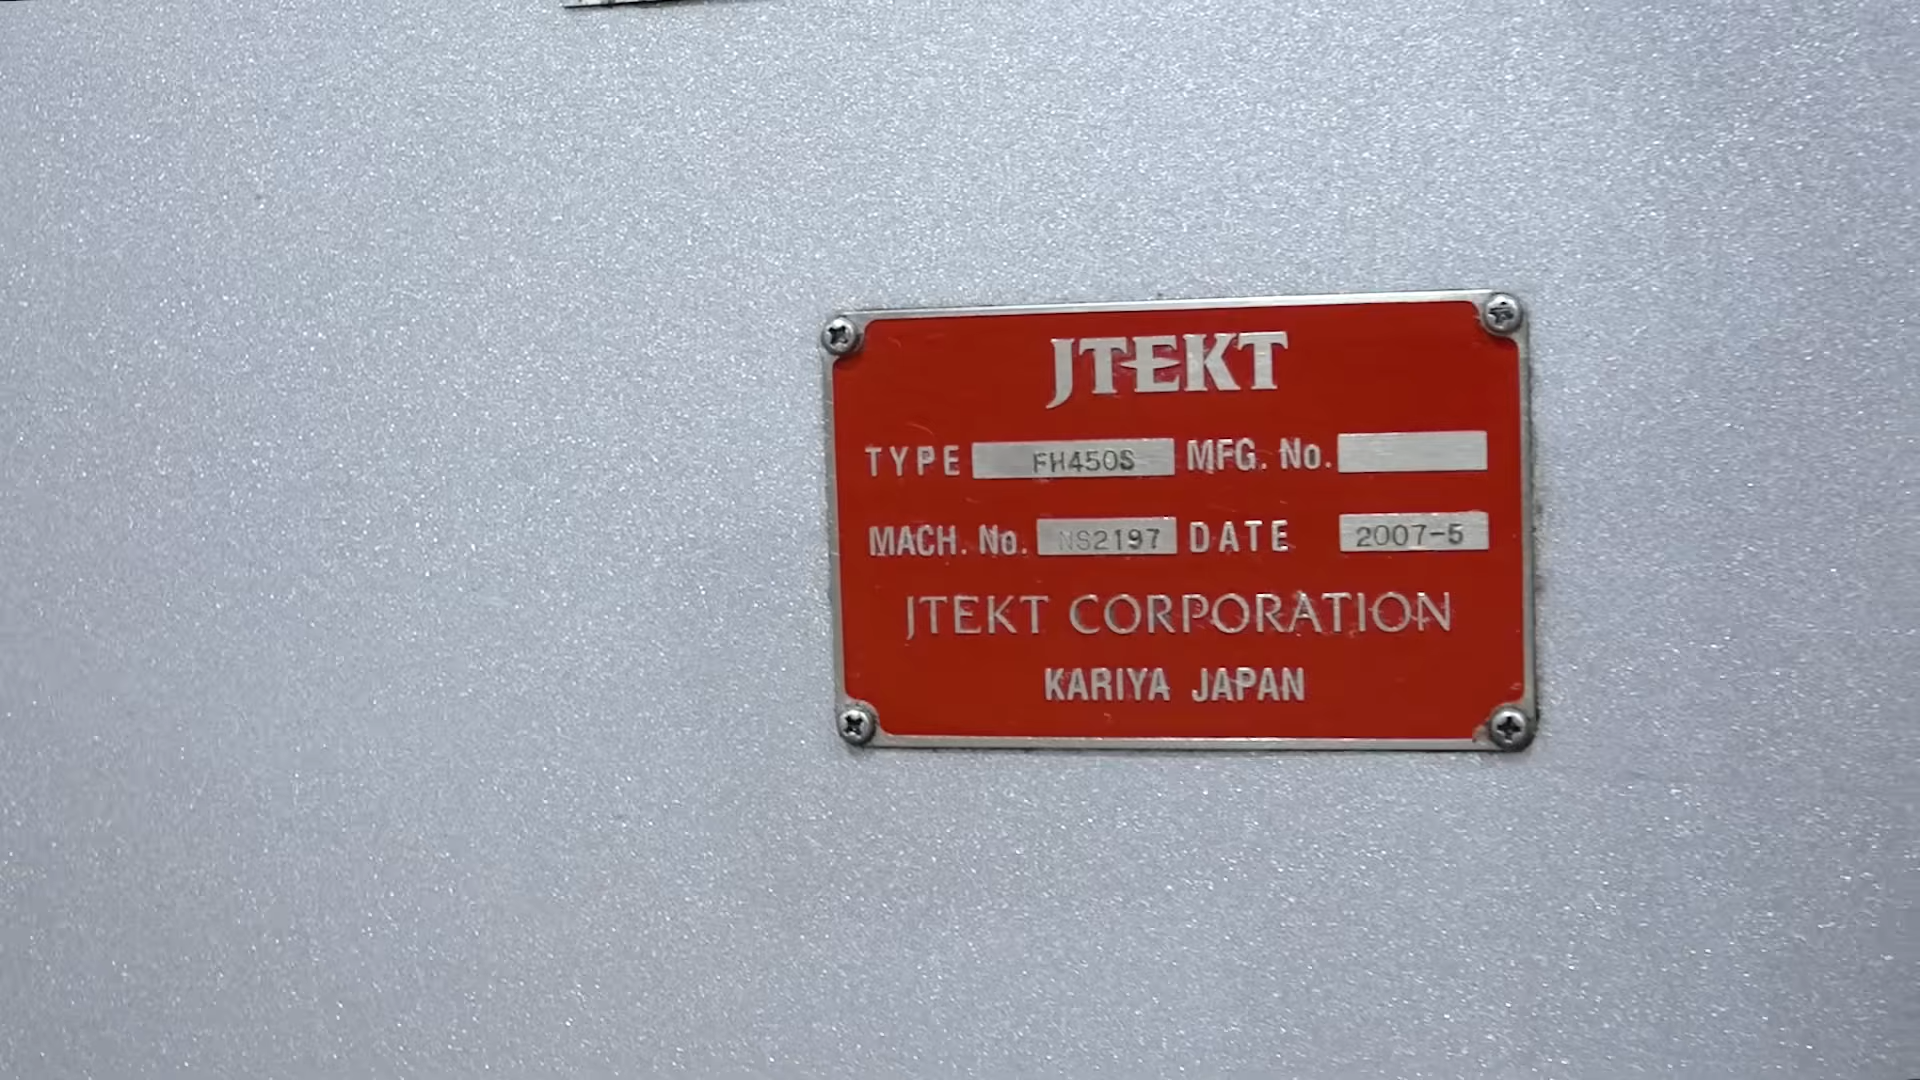 JTEKT
TYPE FH450S MFG. No.
MACH. No. NS2197 DATE 2007-5
JTEKT CORPORATION
KARIYA JAPAN